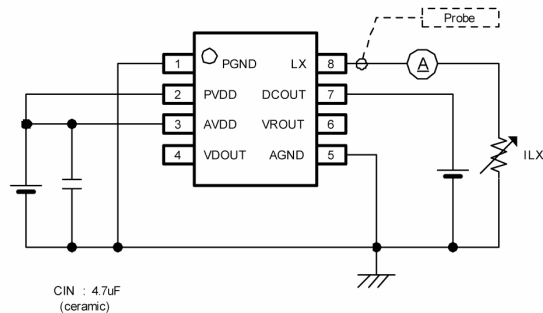 Probe
1 PGND LX 8 A
2 PVDD DCOUT 7
3 AVDD VROUT 6
4 VDOUT AGND 5
ILX
CIN : 4.7uF
(ceramic)